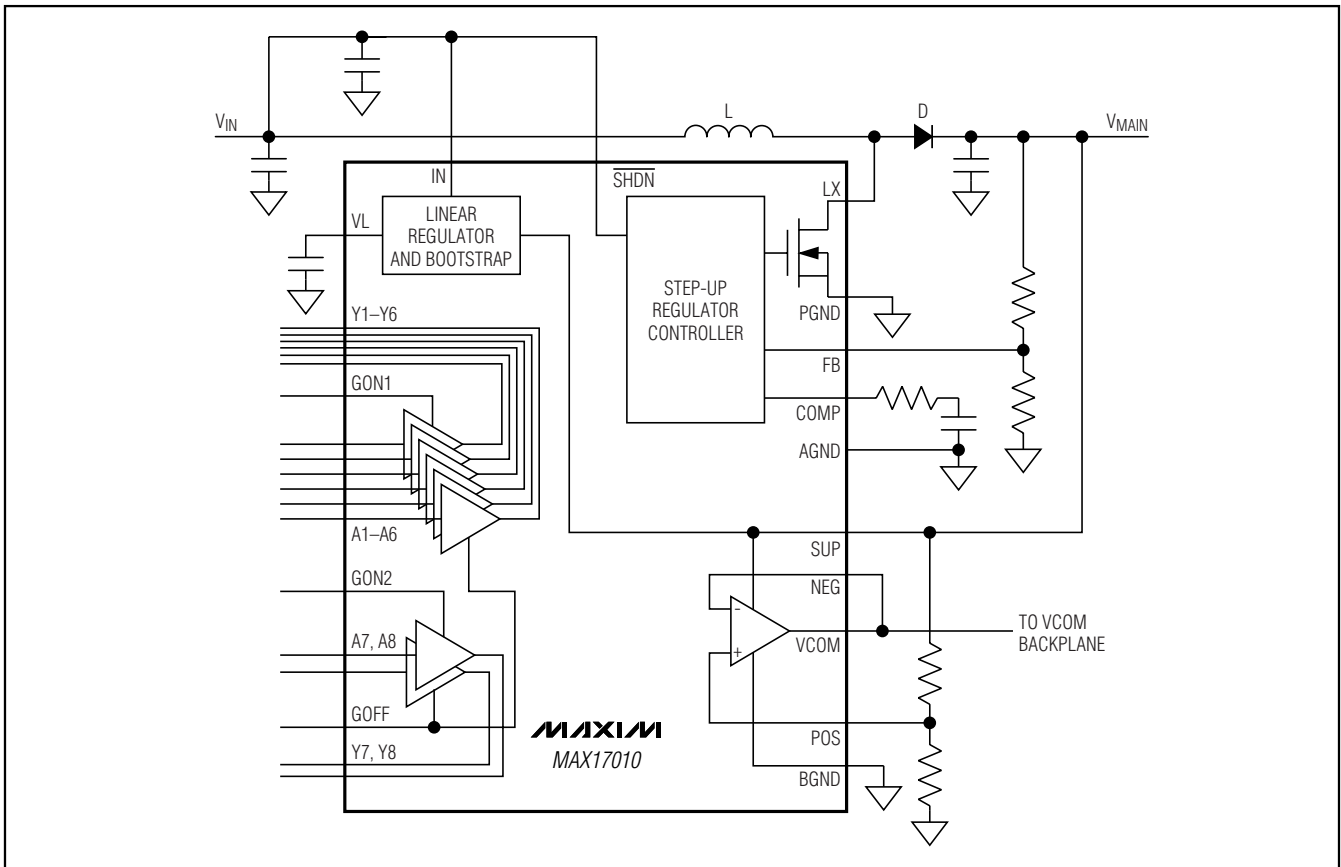 VIN
L
D
VMAIN
IN
SHDN
LX
VL
LINEAR
REGULATOR
AND BOOTSTRAP
STEP-UP
REGULATOR
CONTROLLER
PGND
Y1–Y6
FB
GON1
COMP
AGND
A1–A6
SUP
GON2
NEG
-
+
VCOM
TO VCOM
BACKPLANE
A7, A8
GOFF
POS
Y7, Y8
BGND
MAXIM
MAX17010